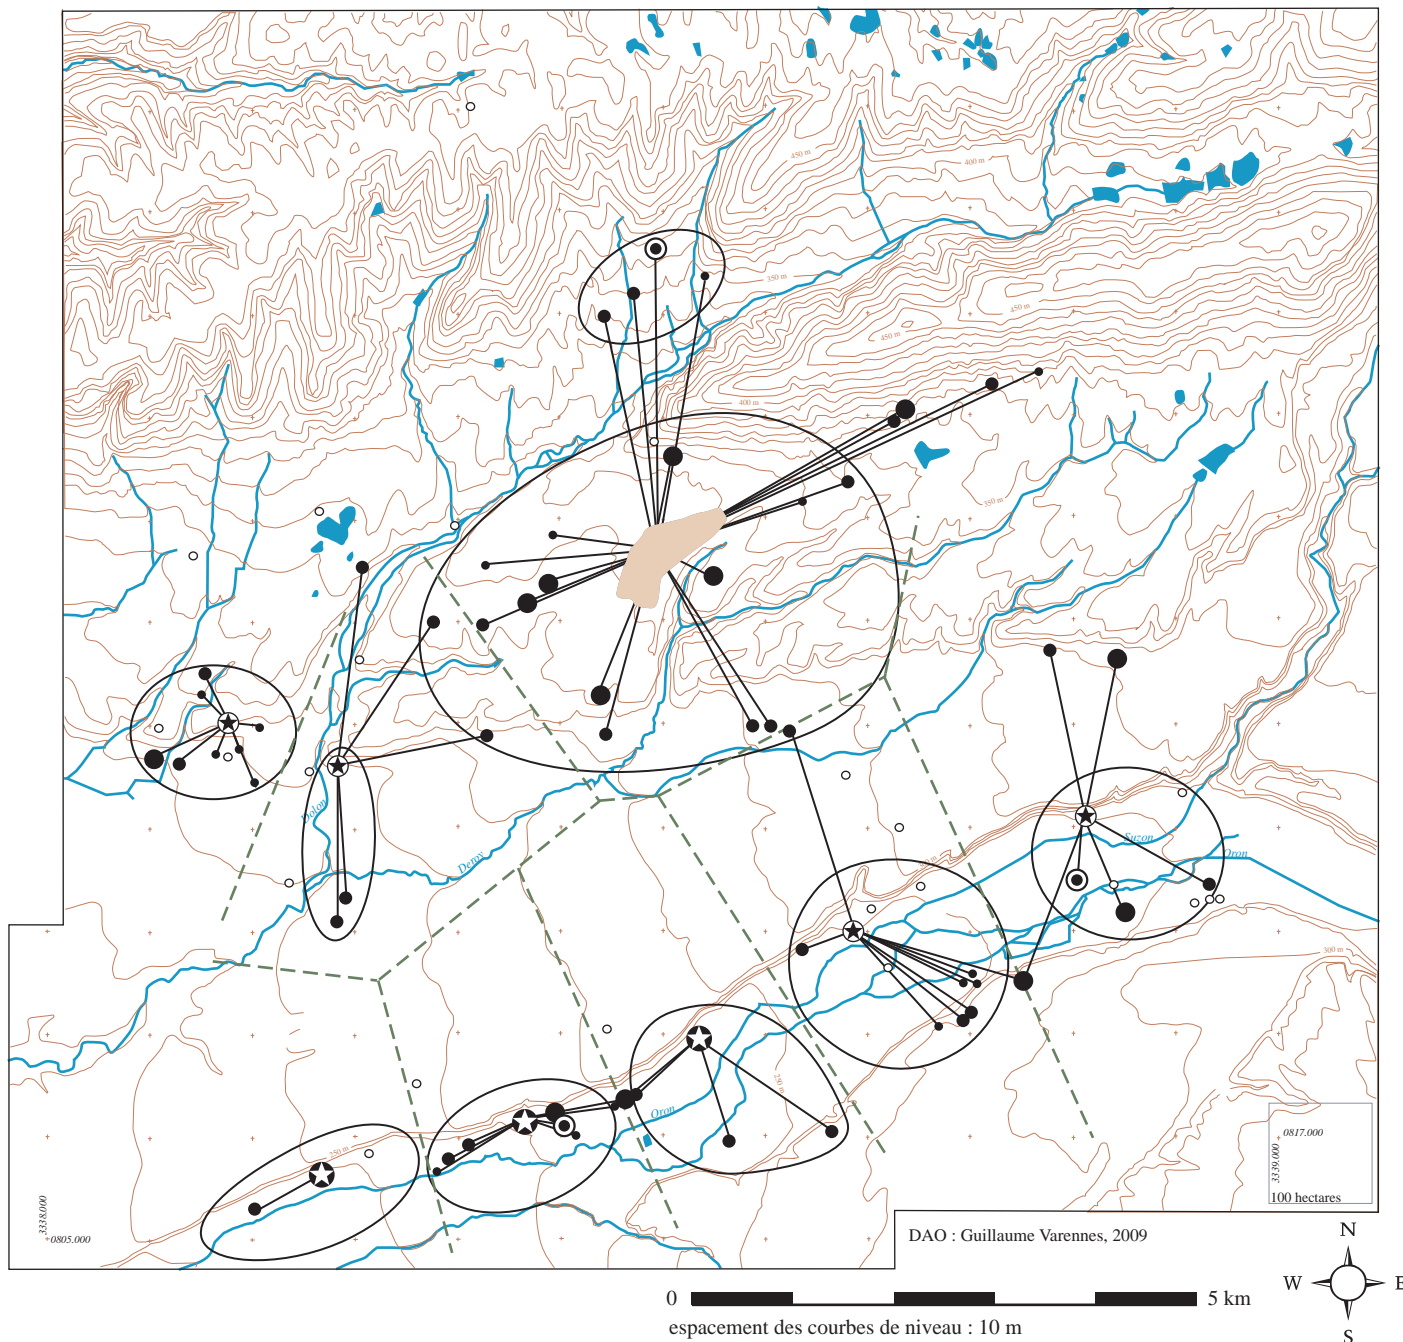 450 m
400 m
350 m
450 m
450 m
400 m
350 m
Dolon
Derroy
Suzon
Oron
300 m
250 m
Oron
250 m
0817.000
3339.000
100 hectares
3338.000
0805.000
DAO : Guillaume Varennes, 2009
N
W
E
S
0
5 km
espacement des courbes de niveau : 10 m